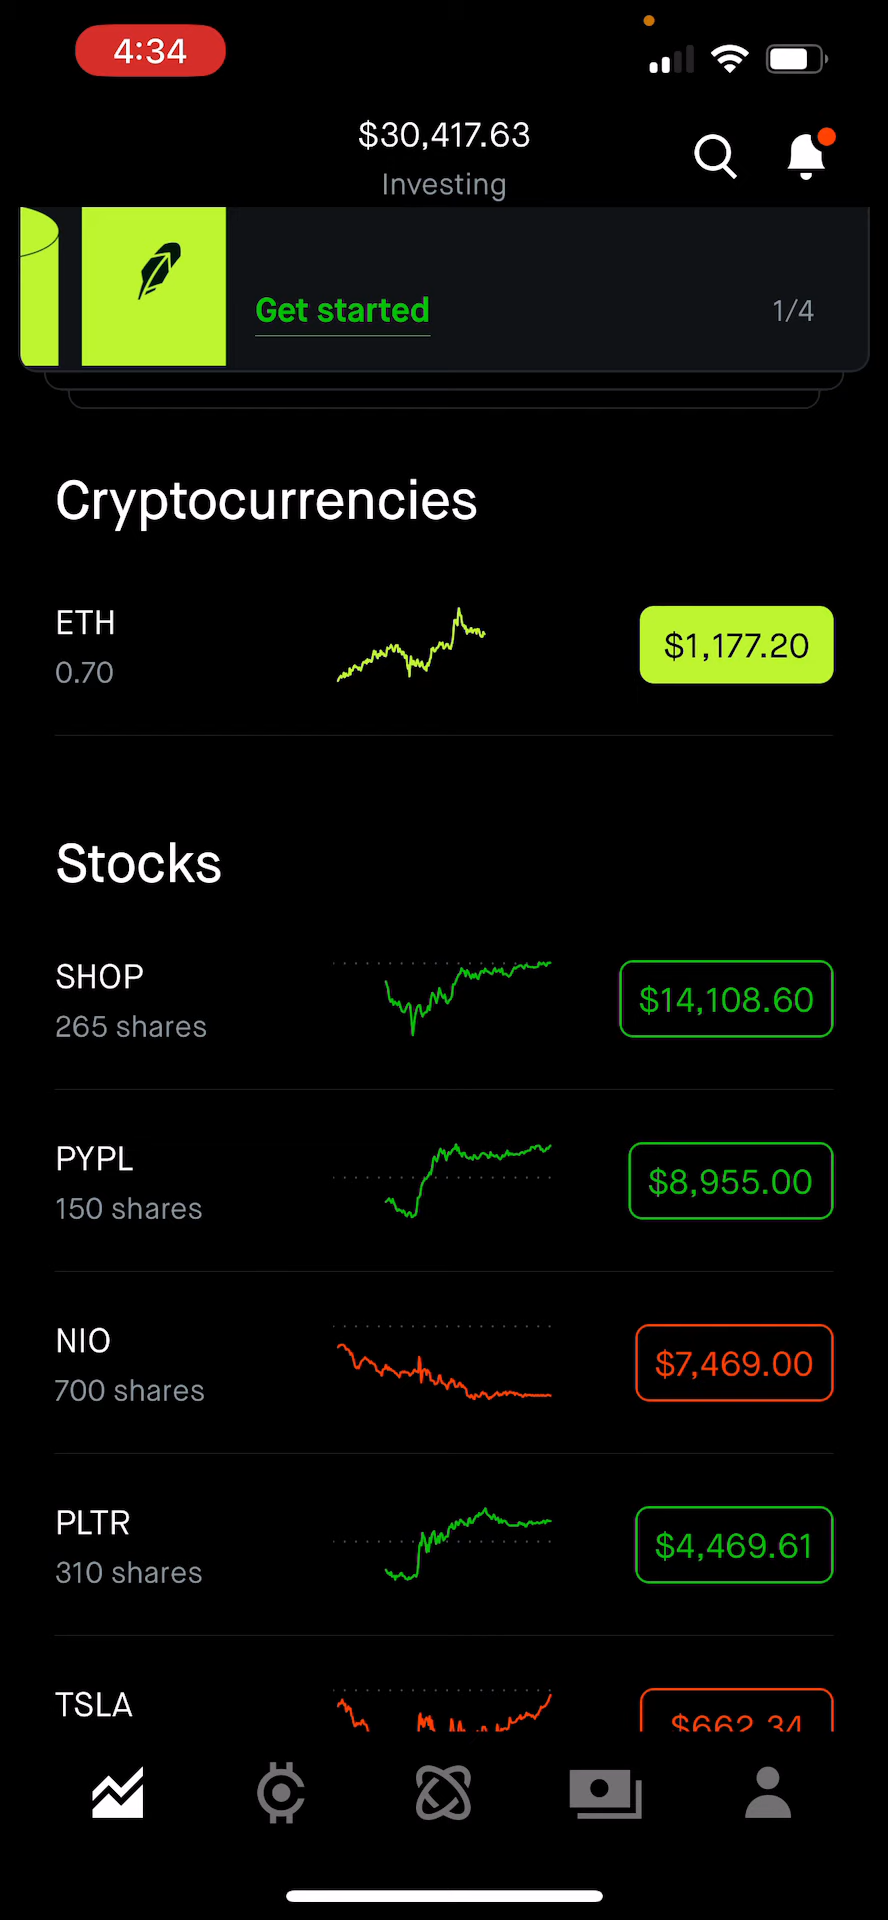 4:34
$30,417.63
Investing
Get started
1/4
Cryptocurrencies
ETH
0.70
$1,177.20
Stocks
SHOP
265 shares
$14,108.60
PYPL
150 shares
$8,955.00
NIO
700 shares
$7,469.00
PLTR
310 shares
$4,469.61
TSLA
$662.34